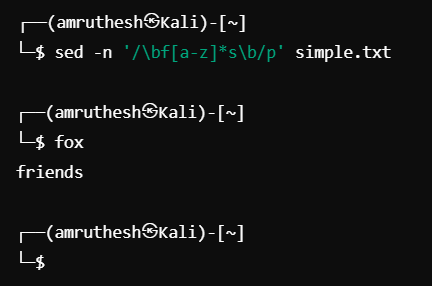 ┌──(amruthesh㉿Kali)-[~]
└─$ sed -n '/\bf[a-z]*s\b/p' simple.txt
┌──(amruthesh㉿Kali)-[~]
└─$ fox
friends
┌──(amruthesh㉿Kali)-[~]
└─$